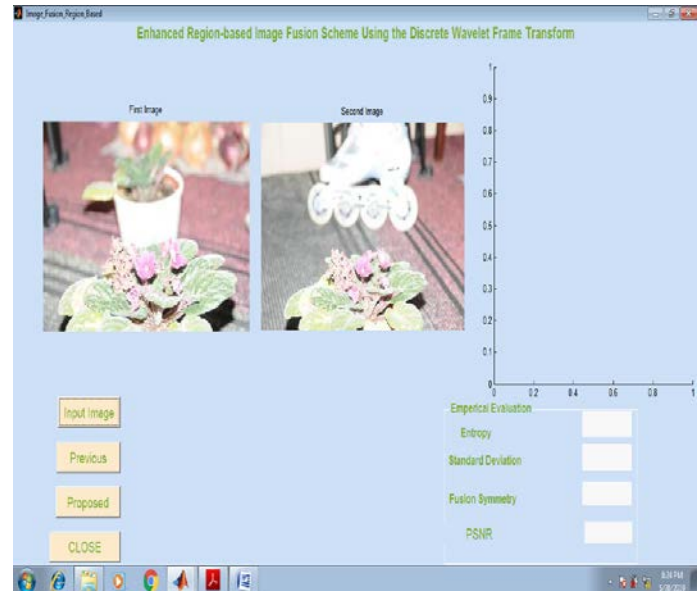 Image_Fusion_Region_Based
Enhanced Region-based Image Fusion Scheme Using the Discrete Wavelet Frame Transform
First Image
Second Image
1
0.9
0.8
0.7
0.6
0.5
0.4
0.3
0.2
0.1
0
0 0.2 0.4 0.6 0.8 1
Input Image
Previous
Proposed
CLOSE
Emperical Evaluation
Entropy
Standard Deviation
Fusion Symmetry
PSNR